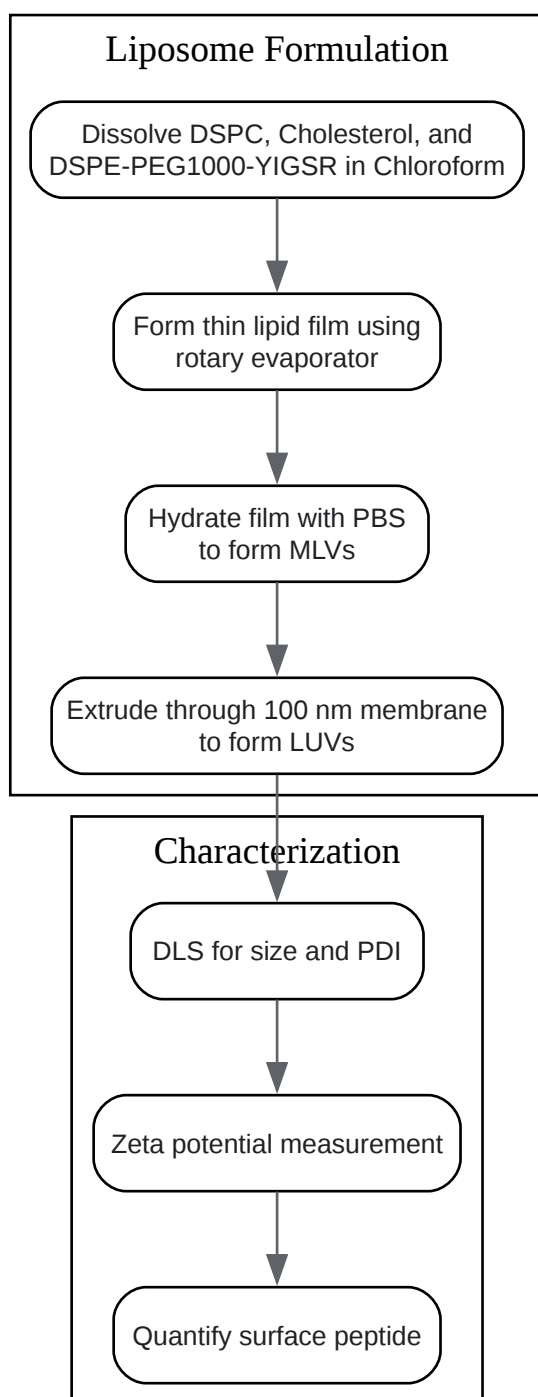 Liposome Formulation
Dissolve DSPC, Cholesterol, and
DSPE-PEG1000-YIGSR in Chloroform
Form thin lipid film using
rotary evaporator
Hydrate film with PBS
to form MLVs
Extrude through 100 nm membrane
to form LUVs
Characterization
DLS for size and PDI
Zeta potential measurement
Quantify surface peptide